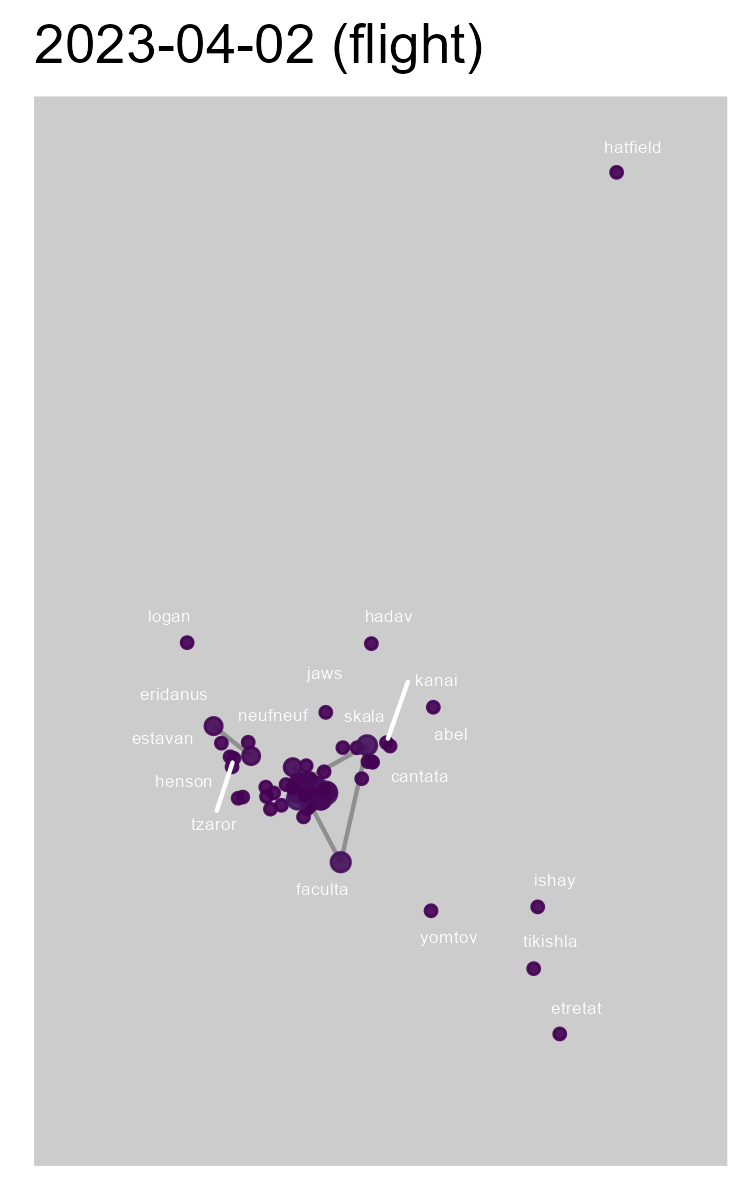 2023-04-02 (flight)
hatfield
logan
hadav
jaws
kanai
eridanus
neufneuf
skala
estavan
abel
henson
cantata
tzaror
faculta
ishay
yomtov
tikishla
etretat